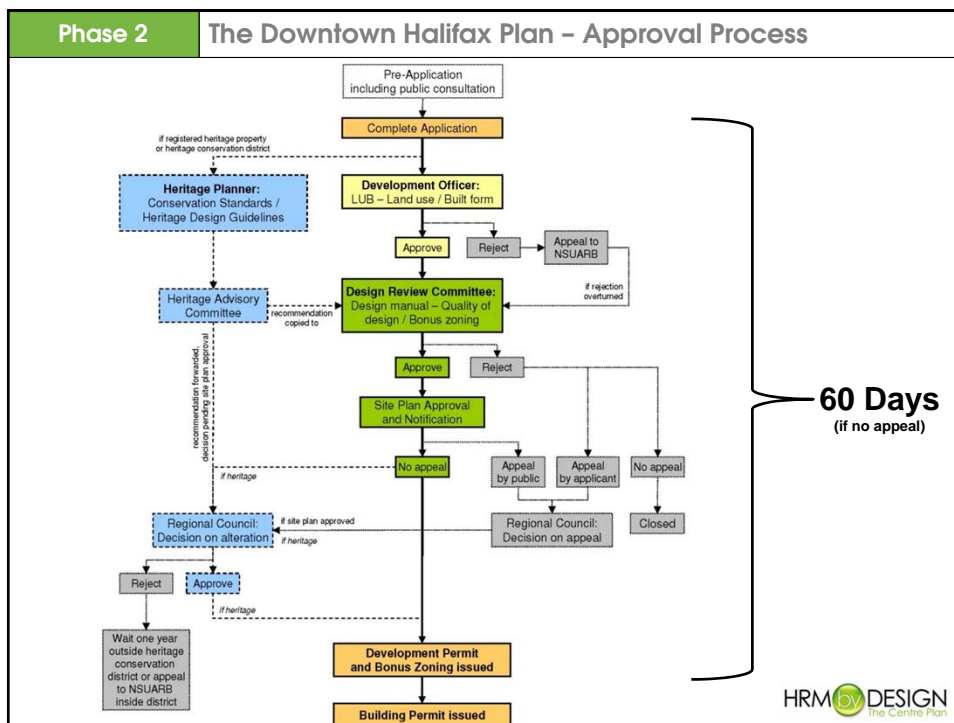 Phase 2
The Downtown Halifax Plan – Approval Process
Pre-Application
including public consultation
Complete Application
if registered heritage property
or heritage conservation district
Heritage Planner:
Conservation Standards /
Heritage Design Guidelines
Development Officer:
LUB – Land use / Built form
Approve
Reject
Appeal to
NSUARB
if rejection
overturned
Heritage Advisory
Committee
recommendation
copied to
Design Review Committee:
Design manual – Quality of
design / Bonus zoning
Approve
Reject
recommendation forwarded,
decision pending site plan approval
Site Plan Approval
and Notification
60 Days
(if no appeal)
if heritage
No appeal
Appeal
by public
Appeal
by applicant
No appeal
Regional Council:
Decision on alteration
if site plan approved
if heritage
Regional Council:
Decision on appeal
Closed
Reject
Approve
if heritage
Wait one year
outside heritage
conservation
district or appeal
to NSUARB
inside district
Development Permit
and Bonus Zoning issued
Building Permit issued
HRM by DESIGN
The Centre Plan